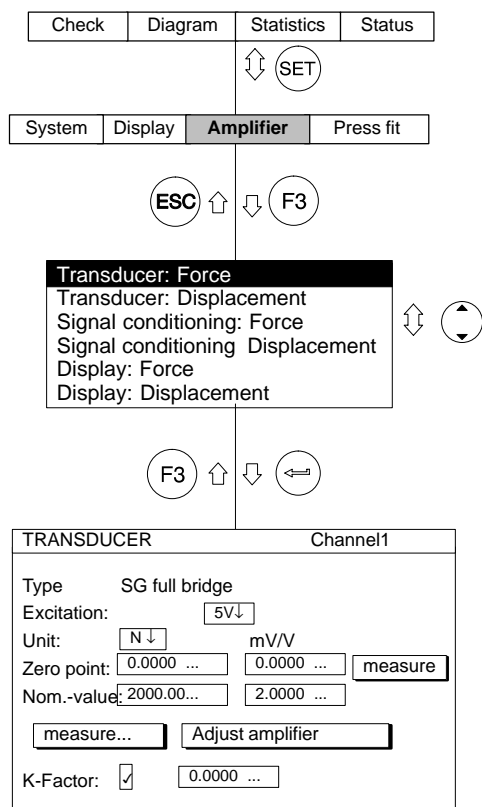 Check Diagram Statistics Status
SET
System Display Amplifier Press fit
ESC F3
Transducer: Force
Transducer: Displacement
Signal conditioning: Force
Signal conditioning Displacement
Display: Force
Display: Displacement
F3
TRANSDUCER Channel1
Type SG full bridge
Excitation: 5V↓
Unit: N ↓ mV/V
Zero point: 0.0000 ... 0.0000 ... measure
Nom.-value: 2000.00... 2.0000 ...
measure... Adjust amplifier
K-Factor: ✓ 0.0000 ...